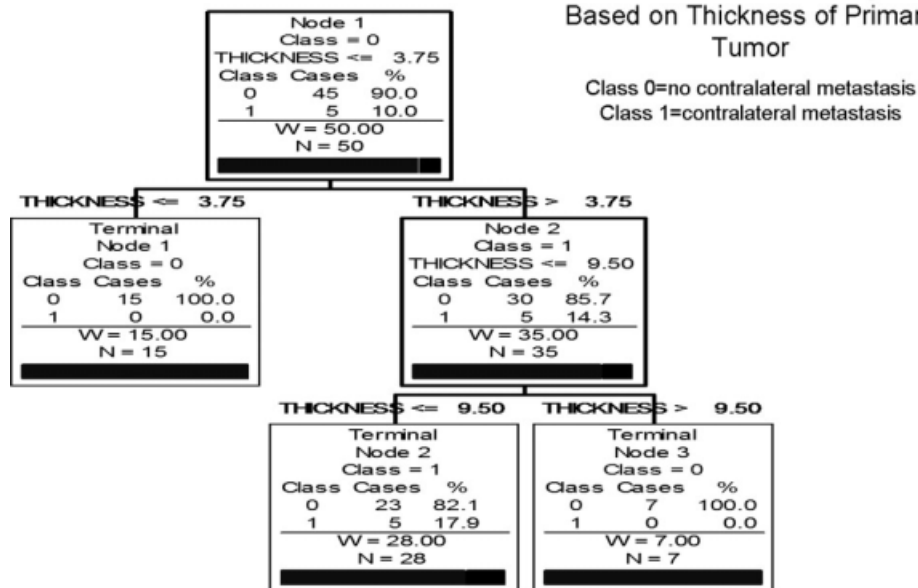 Based on Thickness of Primar
Tumor
Class 0=no contralateral metastasis
Class 1=contralateral metastasis
Node 1
Class = 0
THICKNESS <= 3.75
Class Cases %
0 45 90.0
1 5 10.0
W = 50.00
N = 50
THICKNESS <= 3.75
THICKNESS > 3.75
Terminal
Node 1
Class = 0
Class Cases %
0 15 100.0
1 0 0.0
W = 15.00
N = 15
Node 2
Class = 1
THICKNESS <= 9.50
Class Cases %
0 30 85.7
1 5 14.3
W = 35.00
N = 35
THICKNESS <= 9.50
THICKNESS > 9.50
Terminal
Node 2
Class = 1
Class Cases %
0 23 82.1
1 5 17.9
W = 28.00
N = 28
Terminal
Node 3
Class = 0
Class Cases %
0 7 100.0
1 0 0.0
W = 7.00
N = 7